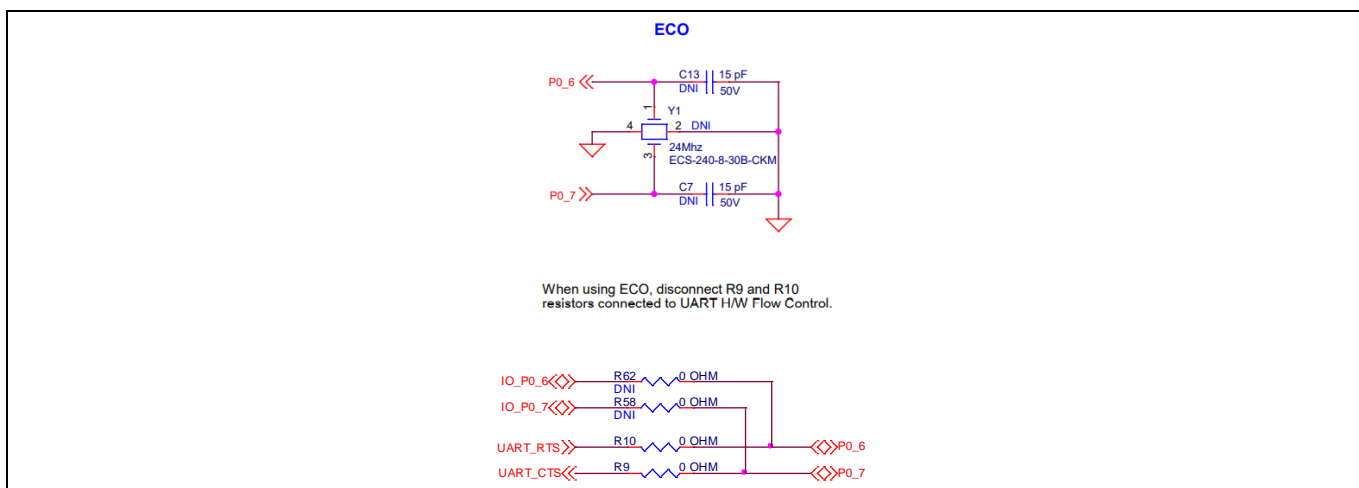 ECO
C13 15 pF
P0_6
DNI 50V
1 Y1
4 2 DNI
24Mhz
3 ECS-240-8-30B-CKM
C7 15 pF
P0_7
DNI 50V
When using ECO, disconnect R9 and R10
resistors connected to UART H/W Flow Control.
IO_P0_6 R62 0 OHM
DNI
IO_P0_7 R58 0 OHM
DNI
UART_RTS R10 0 OHM P0_6
UART_CTS R9 0 OHM P0_7